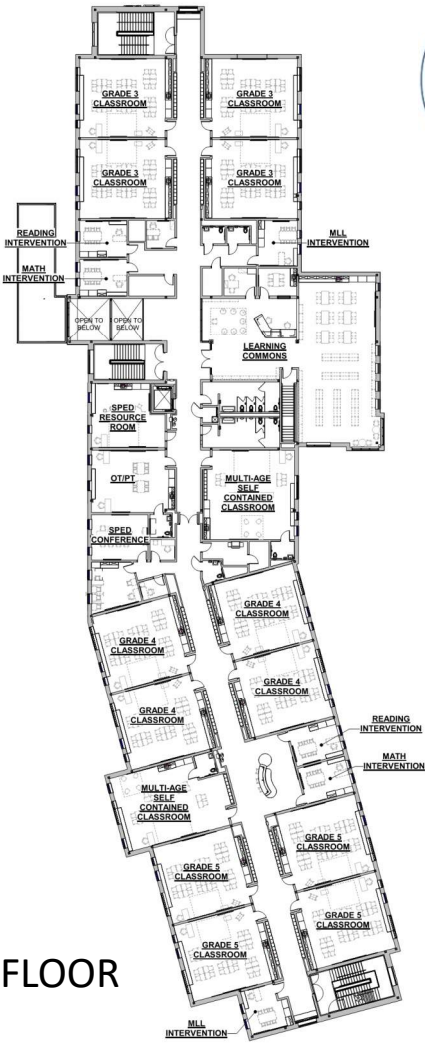 GRADE 3
CLASSROOM
GRADE 3
CLASSROOM
GRADE 3
CLASSROOM
GRADE 3
CLASSROOM
READING
INTERVENTION
MLL
INTERVENTION
MATH
INTERVENTION
OPEN TO
BELOW
OPEN TO
BELOW
LEARNING
COMMONS
SPED
RESOURCE
ROOM
OT/PT
MULTI-AGE
SELF
CONTAINED
CLASSROOM
SPED
CONFERENCE
GRADE 4
CLASSROOM
GRADE 4
CLASSROOM
GRADE 4
CLASSROOM
GRADE 4
CLASSROOM
READING
INTERVENTION
MATH
INTERVENTION
MULTI-AGE
SELF
CONTAINED
CLASSROOM
GRADE 5
CLASSROOM
GRADE 5
CLASSROOM
GRADE 5
CLASSROOM
GRADE 5
CLASSROOM
FLOOR
MLL
INTERVENTION